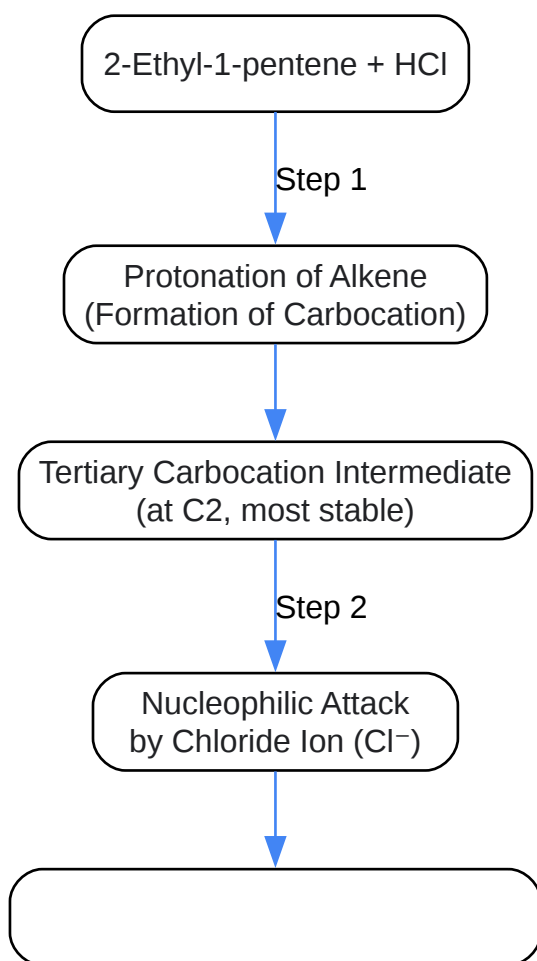 2-Ethyl-1-pentene + HCl
Step 1
Protonation of Alkene
(Formation of Carbocation)
Tertiary Carbocation Intermediate
(at C2, most stable)
Step 2
Nucleophilic Attack
by Chloride Ion (Cl⁻)